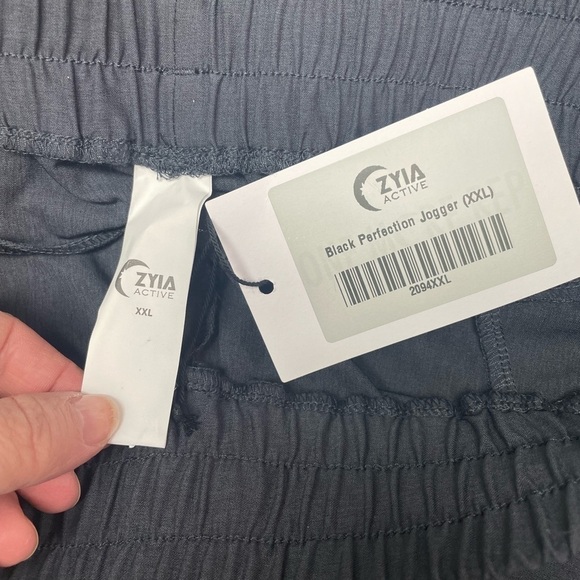 ZYIA
ACTIVE
XXL
ZYIA
ACTIVE
Black Perfection Jogger (XXL)
2094XXL